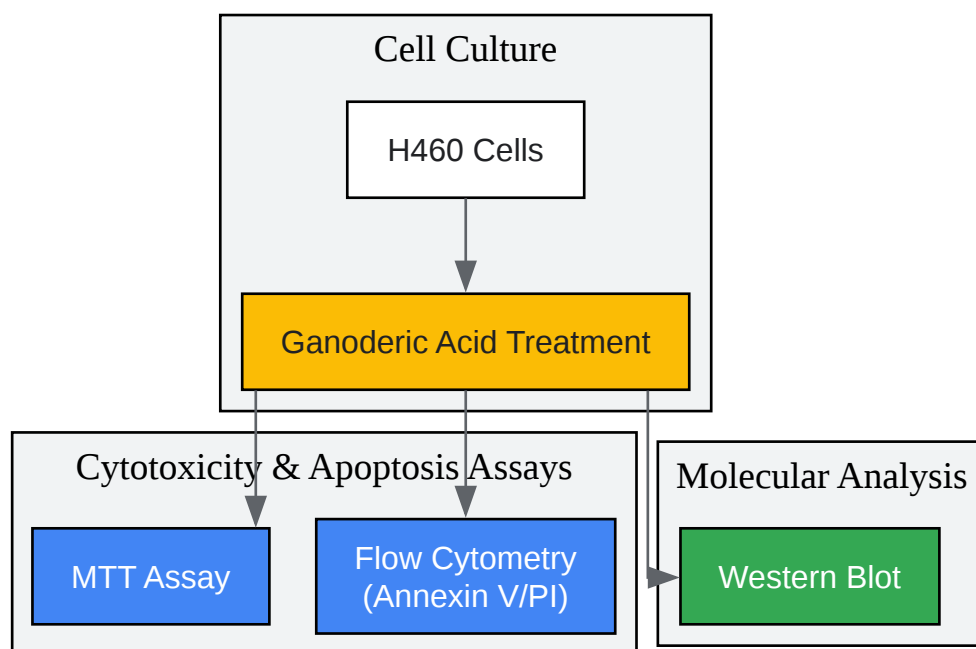 Cell Culture
H460 Cells
Ganoderic Acid Treatment
Cytotoxicity & Apoptosis Assays
MTT Assay
Flow Cytometry
(Annexin V/PI)
Molecular Analysis
Western Blot